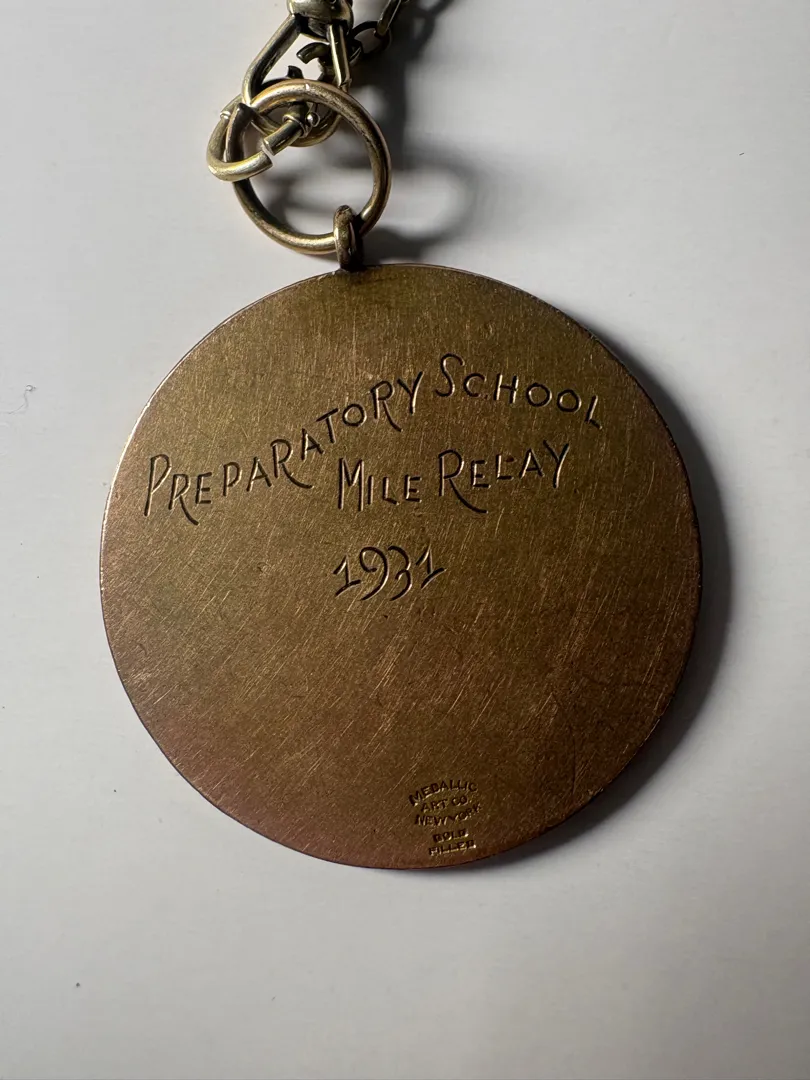 PREPARATORY SCHOOL
MILE RELAY
1931
MEDALLIC
ART CO.
NEW YORK
GOLD
FILLED